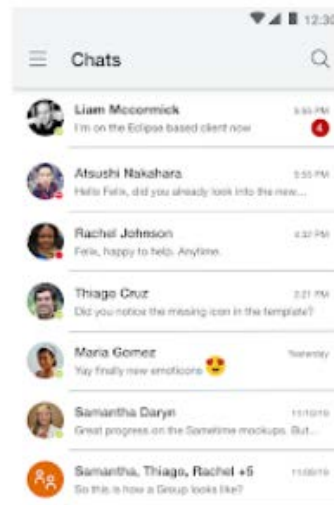 12:30
Chats
Liam Mccormick 5:55 PM
I'm on the Eclipse based client now 4
Atsushi Nakahara 5:55 PM
Hello Felix, did you already look into the new...
Rachel Johnson 4:32 PM
Felix, happy to help. Anytime.
Thiago Cruz 2:21 PM
Did you notice the missing icon in the template?
Maria Gomez Yesterday
Yay finally new emoticons 😍
Samantha Daryn
Great progress on the Sametime mockups. But...
Samantha, Thiago, Rachel +5
So this is how a Group looks like?